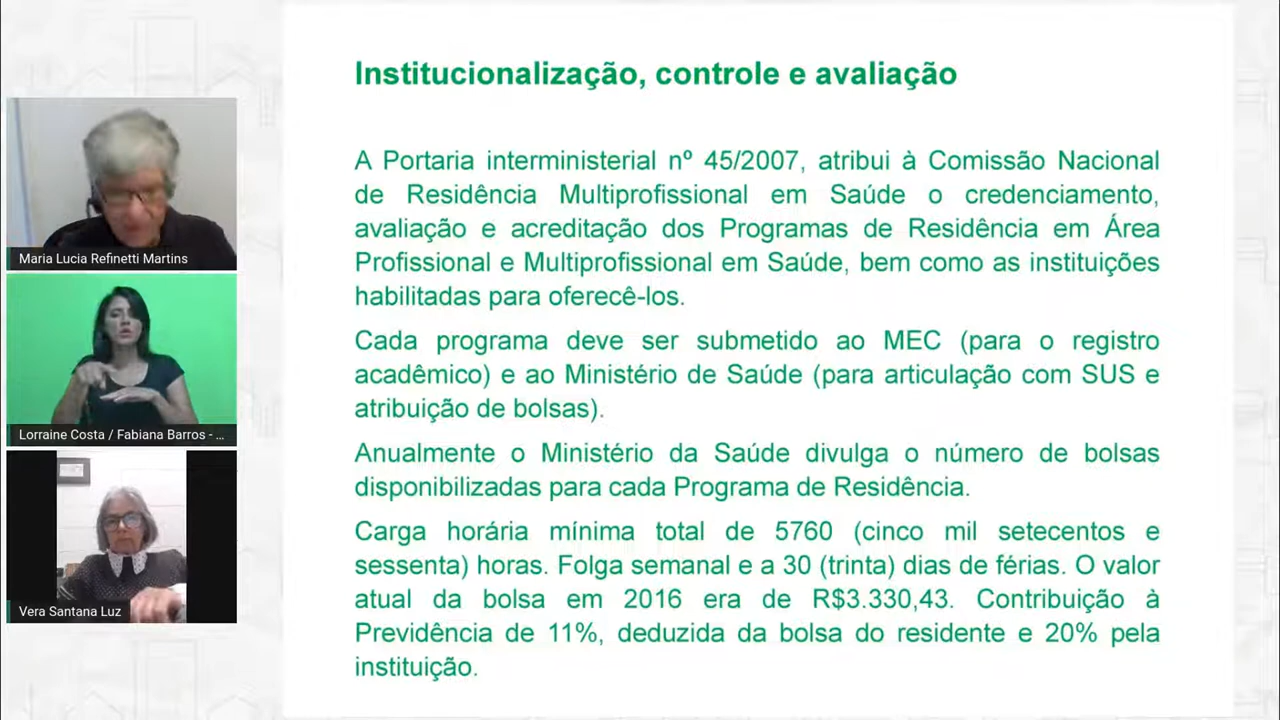 Institucionalização, controle e avaliação
A Portaria interministerial nº 45/2007, atribui à Comissão Nacional
de Residência Multiprofissional em Saúde o credenciamento,
avaliação e acreditação dos Programas de Residência em Área
Profissional e Multiprofissional em Saúde, bem como as instituições
habilitadas para oferecê-los.
Cada programa deve ser submetido ao MEC (para o registro
acadêmico) e ao Ministério de Saúde (para articulação com SUS e
atribuição de bolsas).
Anualmente o Ministério da Saúde divulga o número de bolsas
disponibilizadas para cada Programa de Residência.
Carga horária mínima total de 5760 (cinco mil setecentos e
sessenta) horas. Folga semanal e a 30 (trinta) dias de férias. O valor
atual da bolsa em 2016 era de R$3.330,43. Contribuição à
Previdência de 11%, deduzida da bolsa do residente e 20% pela
instituição.
Maria Lucia Refinetti Martins
Lorraine Costa / Fabiana Barros - ...
Vera Santana Luz